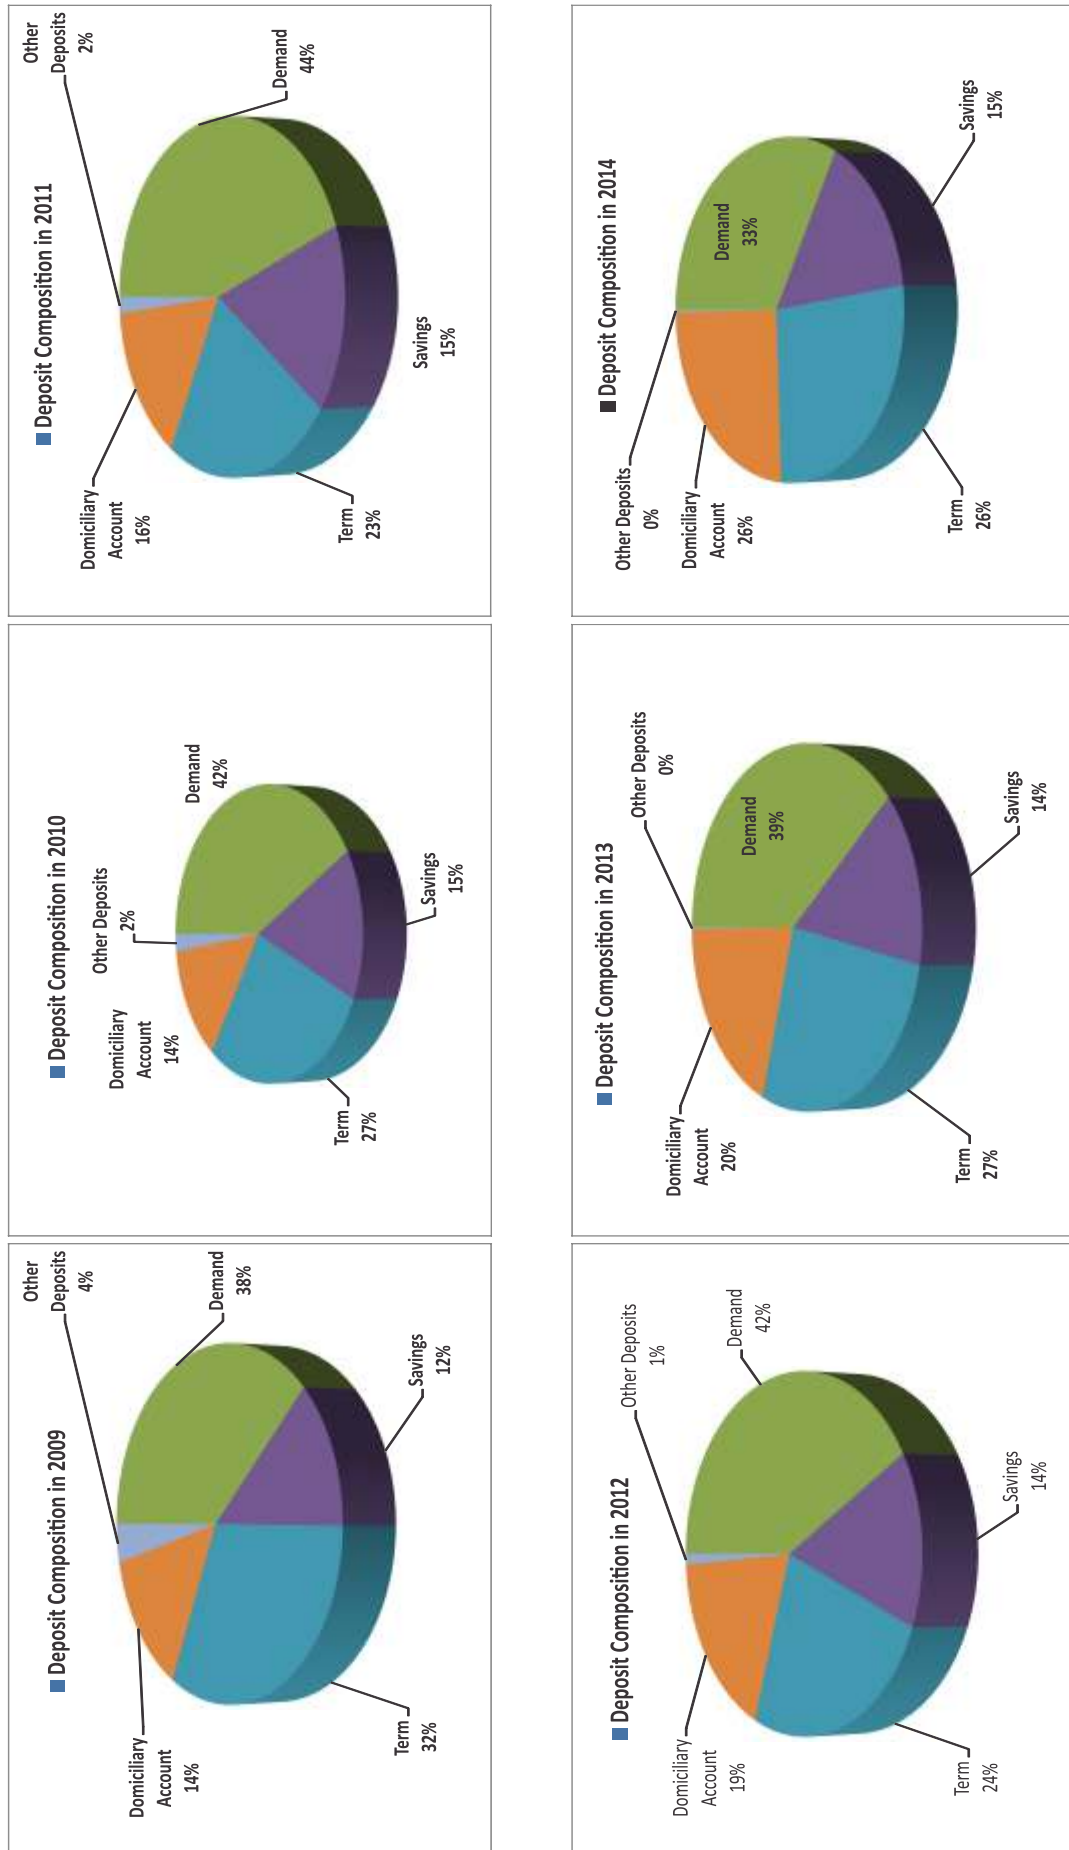 Deposit Composition in 2009
Other
Deposits
4%
Demand
38%
Savings
12%
Term
32%
Domiciliary
Account
14%
Deposit Composition in 2010
Other Deposits
2%
Demand
42%
Savings
15%
Term
27%
Domiciliary
Account
14%
Deposit Composition in 2011
Other
Deposits
2%
Demand
44%
Savings
15%
Term
23%
Domiciliary
Account
16%
Deposit Composition in 2012
Other Deposits
1%
Demand
42%
Savings
14%
Term
24%
Domiciliary
Account
19%
Deposit Composition in 2013
Other Deposits
0%
Demand
39%
Savings
14%
Term
27%
Domiciliary
Account
20%
Deposit Composition in 2014
Other Deposits
0%
Demand
33%
Savings
15%
Term
26%
Domiciliary
Account
26%